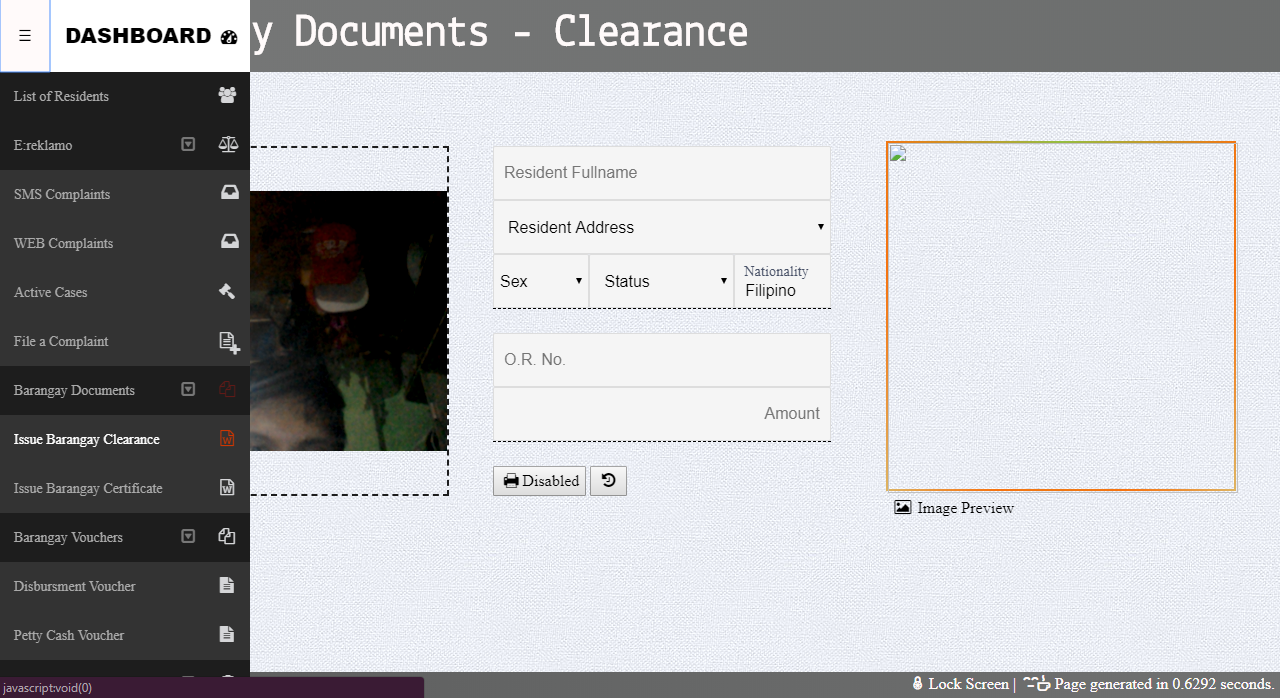 ☰ DASHBOARD
y Documents - Clearance
List of Residents
E:reklamo
SMS Complaints
WEB Complaints
Active Cases
File a Complaint
Barangay Documents
Issue Barangay Clearance
Issue Barangay Certificate
Barangay Vouchers
Disbursment Voucher
Petty Cash Voucher
javascript:void(0)
Resident Fullname
Resident Address
Sex Status Nationality
Filipino
O.R. No.
Amount
Disabled
Image Preview
Lock Screen | Page generated in 0.6292 seconds.